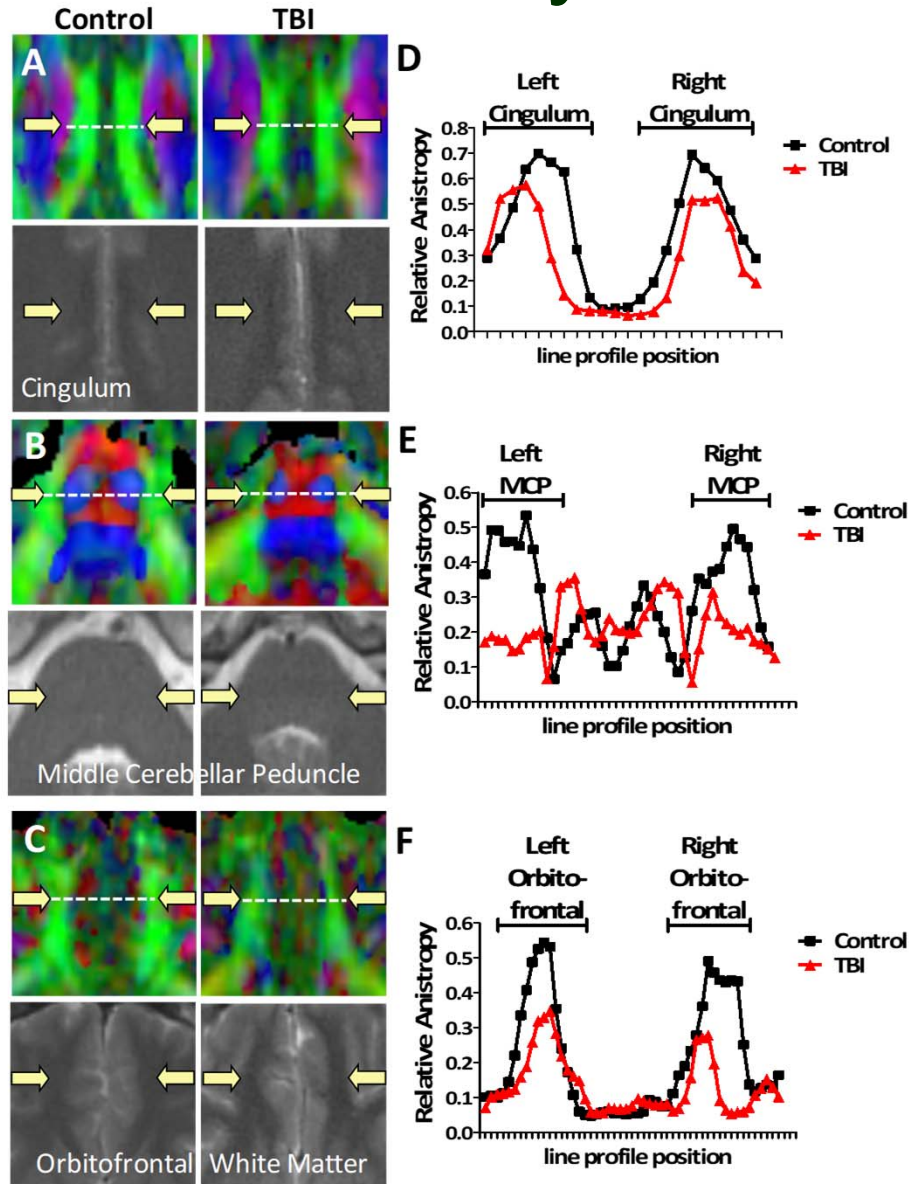 Control TBI
A
Cingulum
B
Middle Cerebellar Peduncle
C
Orbitofrontal White Matter
D
Left Right
Cingulum Cingulum
0.8
0.7
0.6
0.5
0.4
0.3
0.2
0.1
0.0
Relative Anistropy
line profile position
Control
TBI
E
Left Right
MCP MCP
0.6
0.5
0.4
0.3
0.2
0.1
0.0
Relative Anistropy
line profile position
Control
TBI
F
Left Right
Orbito- Orbito-
frontal frontal
0.6
0.5
0.4
0.3
0.2
0.1
0.0
Relative Anistropy
line profile position
Control
TBI